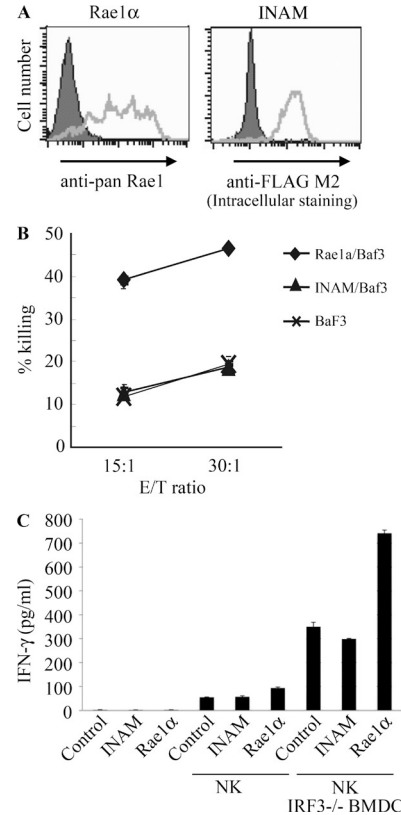 A
Rae1α
INAM
Cell number
anti-pan Rae1
anti-FLAG M2
(Intracellular staining)
B
50
40
30
20
10
0
% killing
15:1
30:1
E/T ratio
Rae1a/Baf3
INAM/Baf3
BaF3
C
800
700
600
500
400
300
200
100
0
IFN-γ (pg/ml)
Control
INAM
Rae1α
Control
INAM
Rae1α
Control
INAM
Rae1α
NK
NK
IRF3-/- BMDC